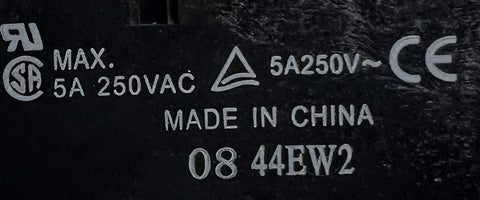 MAX.
5A 250VAC
5A250V~
MADE IN CHINA
08 44EW2